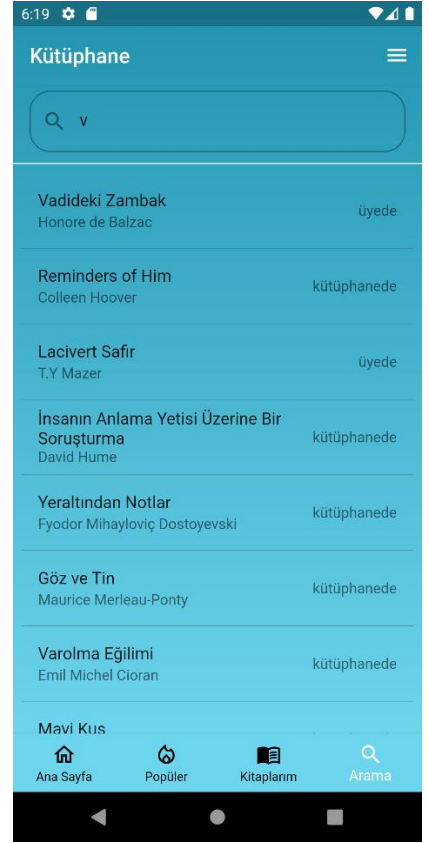 6:19
Kütüphane
v
Vadideki Zambak
Honore de Balzac
üyede
Reminders of Him
Colleen Hoover
kütüphanede
Lacivert Safir
T.Y Mazer
üyede
İnsanın Anlama Yetisi Üzerine Bir
Soruşturma
David Hume
kütüphanede
Yeraltından Notlar
Fyodor Mihayloviç Dostoyevski
kütüphanede
Göz ve Tin
Maurice Merleau-Ponty
kütüphanede
Varolma Eğilimi
Emil Michel Cioran
kütüphanede
Mavi Kuş
Ana Sayfa
Popüler
Kitaplarım
Arama